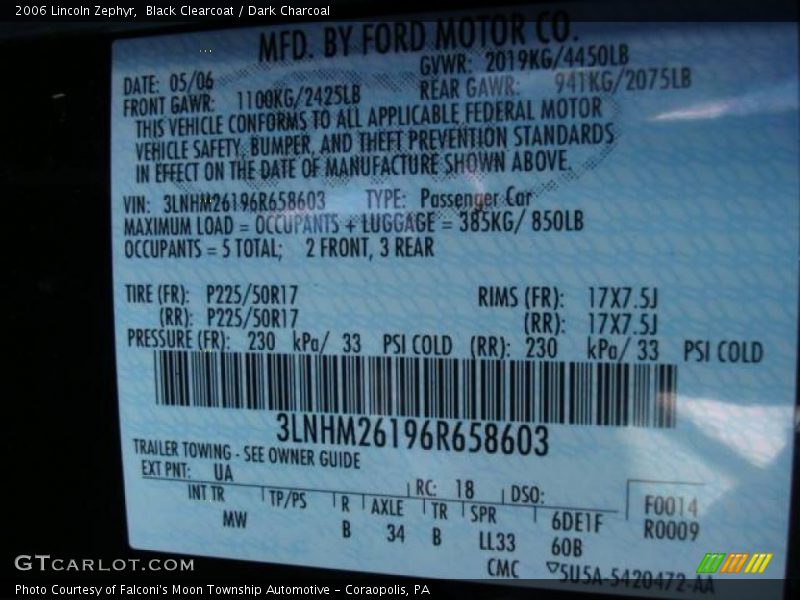 2006 Lincoln Zephyr, Black Clearcoat / Dark Charcoal
MFD. BY FORD MOTOR CO.
DATE: 05/06 GVWR: 2019KG/4450LB
FRONT GAWR: 1100KG/2425LB REAR GAWR: 941KG/2075LB
THIS VEHICLE CONFORMS TO ALL APPLICABLE FEDERAL MOTOR
VEHICLE SAFETY, BUMPER, AND THEFT PREVENTION STANDARDS
IN EFFECT ON THE DATE OF MANUFACTURE SHOWN ABOVE.
VIN: 3LNHM26196R658603 TYPE: Passenger Car
MAXIMUM LOAD = OCCUPANTS + LUGGAGE = 385KG/ 850LB
OCCUPANTS = 5 TOTAL; 2 FRONT, 3 REAR
TIRE (FR): P225/50R17 RIMS (FR): 17X7.5J
(RR): P225/50R17 (RR): 17X7.5J
PRESSURE (FR): 230 kPa/ 33 PSI COLD (RR): 230 kPa/ 33 PSI COLD
3LNHM26196R658603
TRAILER TOWING - SEE OWNER GUIDE
EXT PNT: UA RC: 18 DSO:
INT TR TP/PS R AXLE TR SPR 6DE1F F0014
MW B 34 B LL33 60B R0009
CMC ▽5U5A-5420472-AA
GTCARLOT.COM
Photo Courtesy of Falconi's Moon Township Automotive – Coraopolis, PA